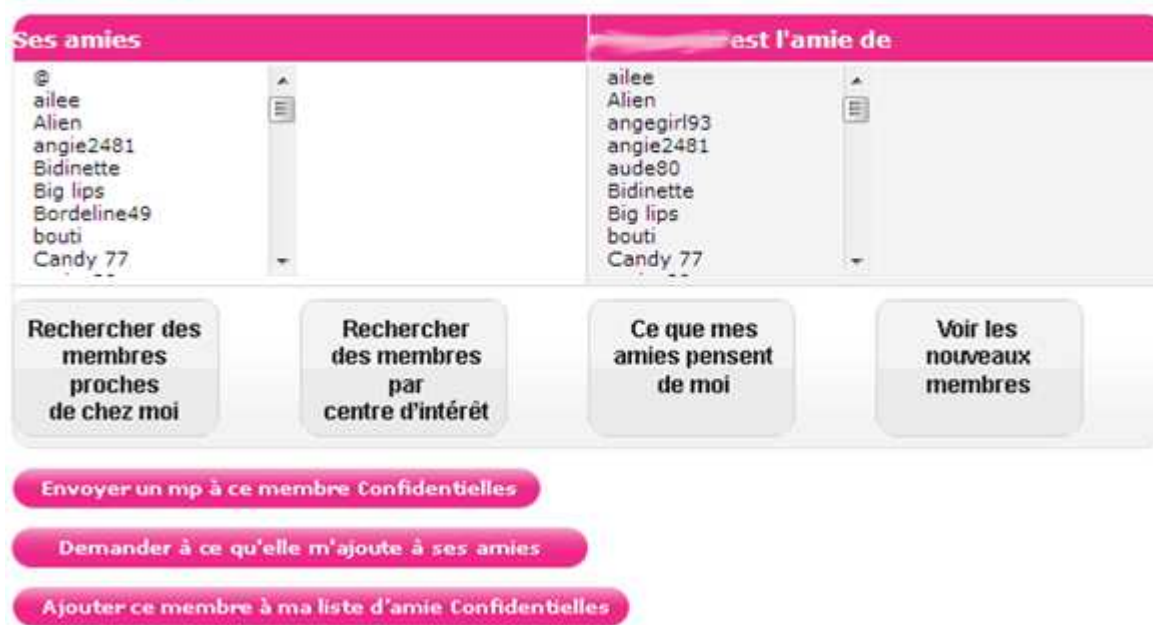 Ses amies
est l'amie de
@
ailee
Alien
angie2481
Bidinette
Big lips
Bordeline49
bouti
Candy 77
ailee
Alien
angegirl93
angie2481
aude80
Bidinette
Big lips
bouti
Candy 77
Rechercher des
membres
proches
de chez moi
Rechercher
des membres
par
centre d'intérêt
Ce que mes
amies pensent
de moi
Voir les
nouveaux
membres
Envoyer un mp à ce membre Confidentielles
Demander à ce qu'elle m'ajoute à ses amies
Ajouter ce membre à ma liste d'amie Confidentielles